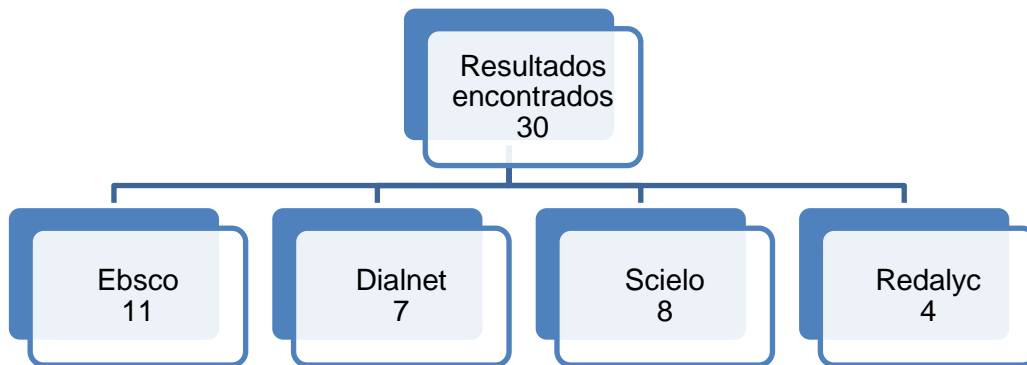 Resultados
encontrados
30
Ebsco
11
Dialnet
7
Scielo
8
Redalyc
4